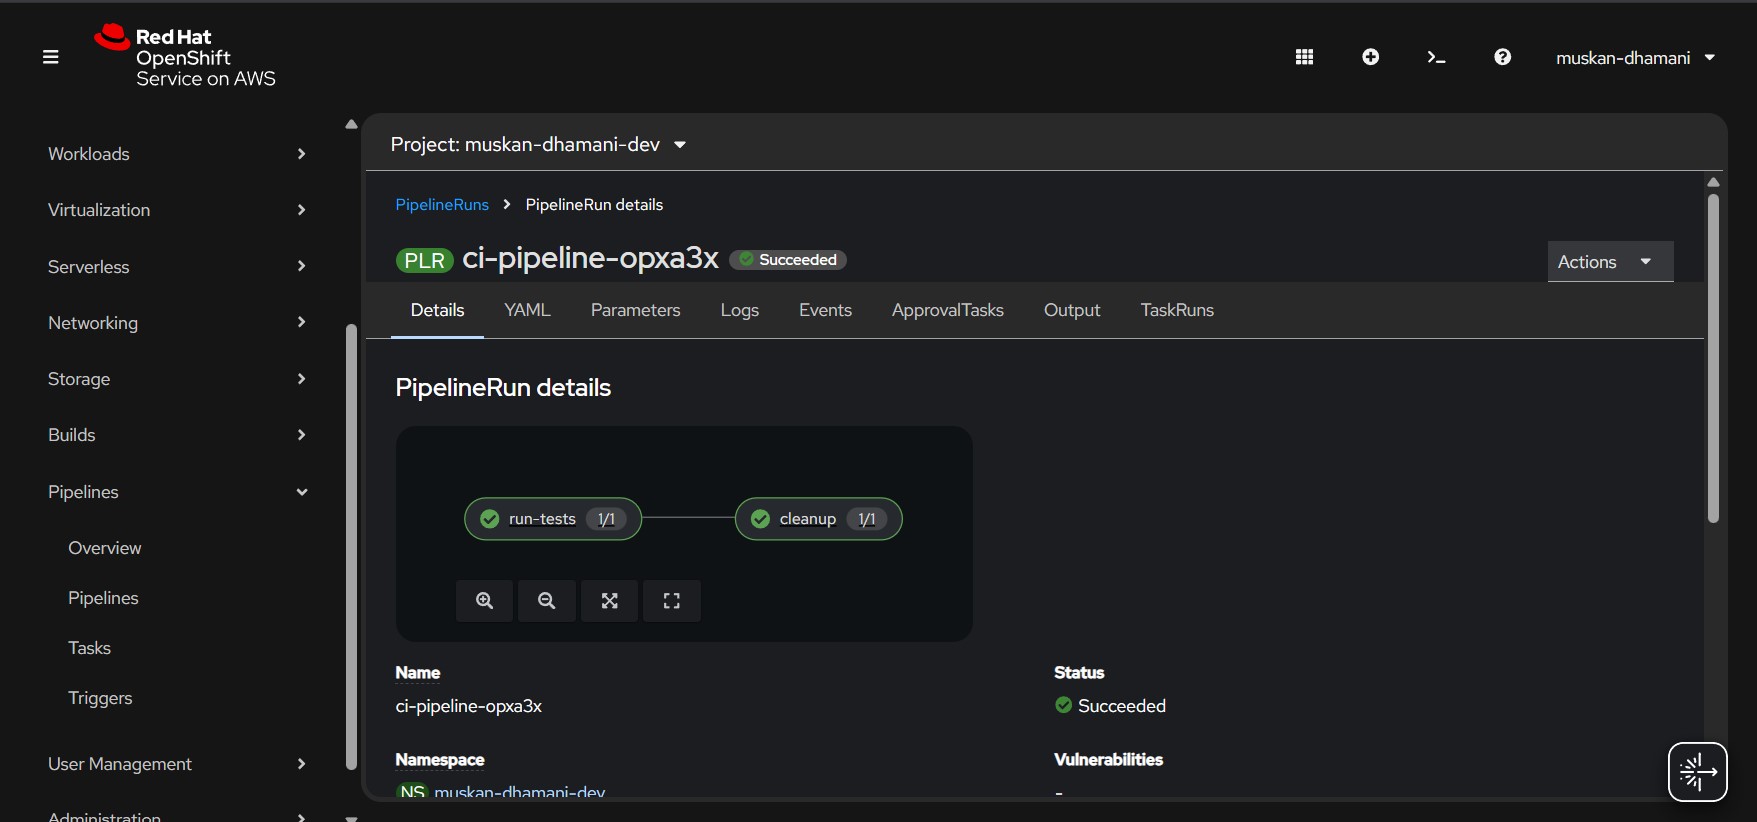 Red Hat
OpenShift
Service on AWS
muskan-dhamani
Workloads
Virtualization
Serverless
Networking
Storage
Builds
Pipelines
Overview
Pipelines
Tasks
Triggers
User Management
Administration
Project: muskan-dhamani-dev
PipelineRuns > PipelineRun details
PLR ci-pipeline-opxa3x Succeeded
Actions
Details YAML Parameters Logs Events ApprovalTasks Output TaskRuns
PipelineRun details
run-tests 1/1 cleanup 1/1
Name
ci-pipeline-opxa3x
Status
Succeeded
Namespace
NS muskan-dhamani-dev
Vulnerabilities
-